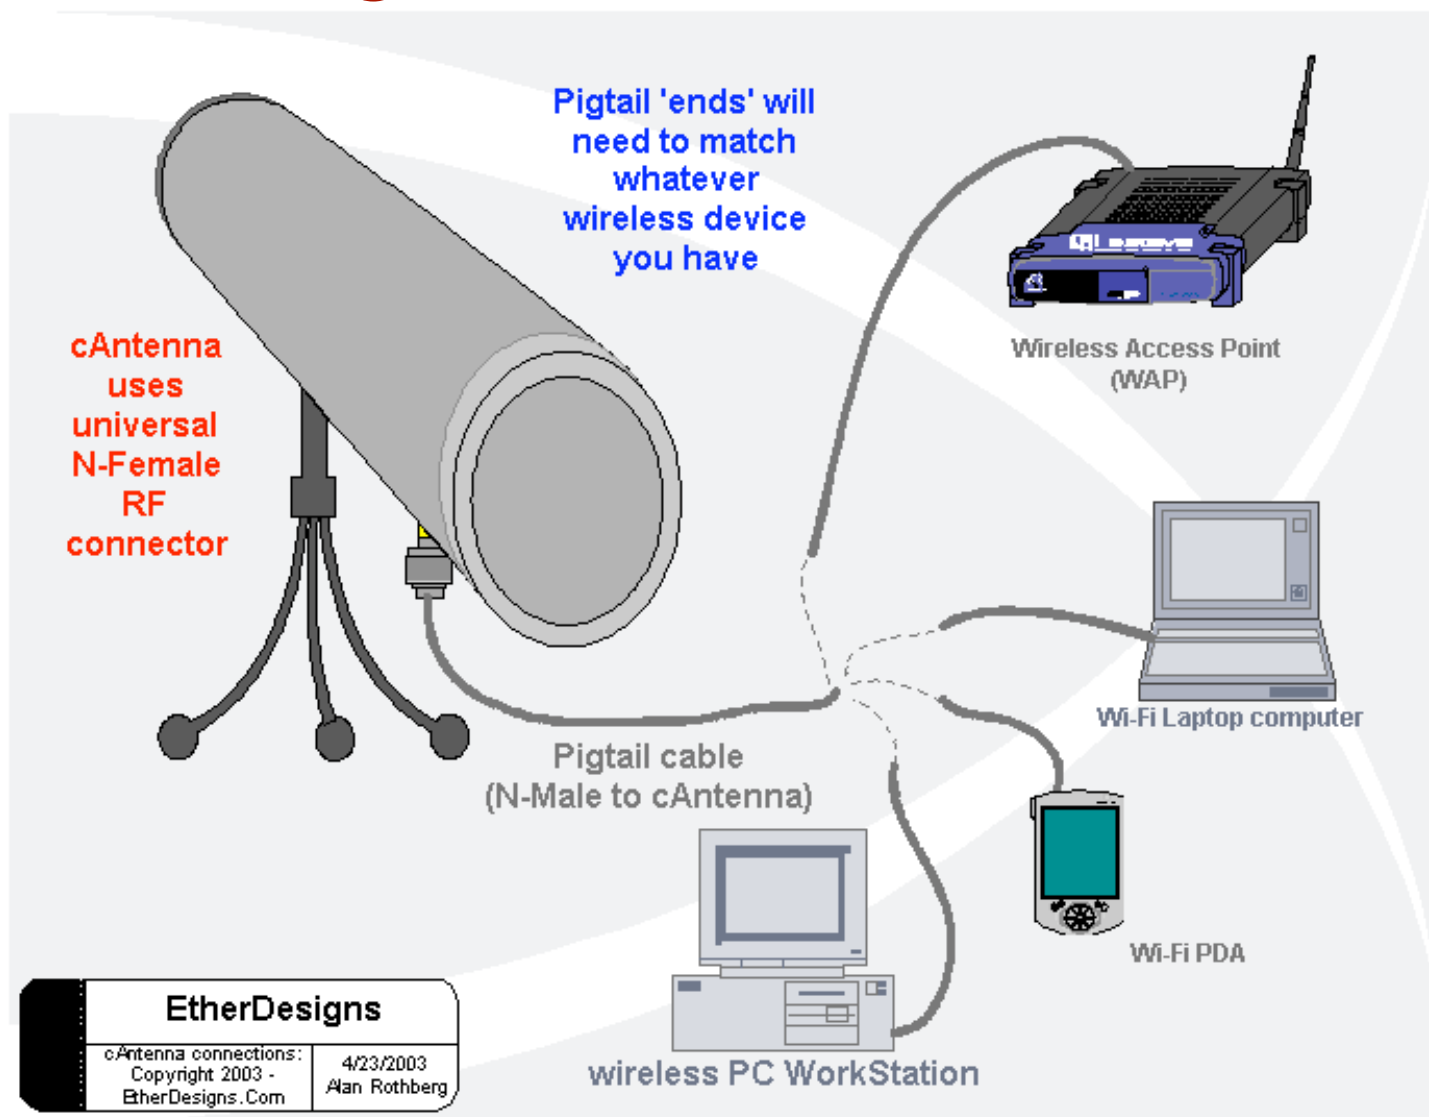 Pigtail 'ends' will
need to match
whatever
wireless device
you have
cAntenna
uses
universal
N-Female
RF
connector
Wireless Access Point
(WAP)
Wi-Fi Laptop computer
Pigtail cable
(N-Male to cAntenna)
Wi-Fi PDA
wireless PC WorkStation
EtherDesigns
cAntenna connections:
Copyright 2003 -
EtherDesigns.Com
4/23/2003
Alan Rothberg